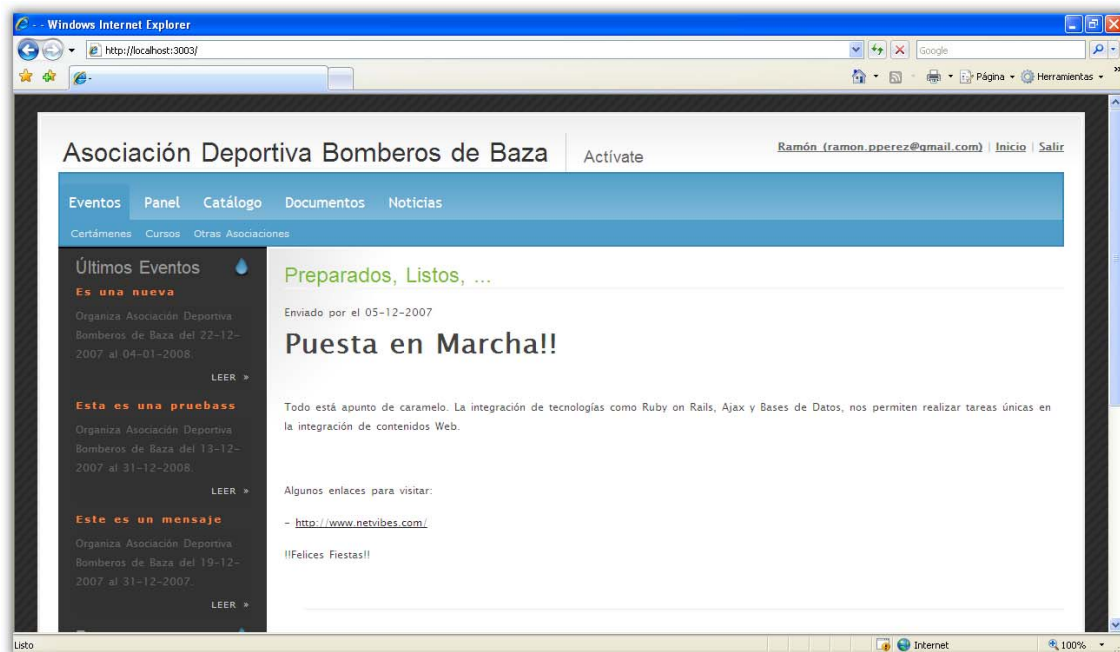 - - Windows Internet Explorer
http://localhost:3003/
Google
-
Página
Herramientas
»
Asociación Deportiva Bomberos de Baza
Actívate
Ramón (ramon.pperez@gmail.com) | Inicio | Salir
Eventos Panel Catálogo Documentos Noticias
Certámenes Cursos Otras Asociaciones
Últimos Eventos
Es una nueva
Organiza Asociación Deportiva
Bomberos de Baza del 22-12-
2007 al 04-01-2008.
LEER »
Esta es una pruebass
Organiza Asociación Deportiva
Bomberos de Baza del 13-12-
2007 al 31-12-2008.
LEER »
Este es un mensaje
Organiza Asociación Deportiva
Bomberos de Baza del 19-12-
2007 al 31-12-2007.
LEER »
Preparados, Listos, ...
Enviado por el 05-12-2007
Puesta en Marcha!!
Todo está apunto de caramelo. La integración de tecnologías como Ruby on Rails, Ajax y Bases de Datos, nos permiten realizar tareas únicas en
la integración de contenidos Web.
Algunos enlaces para visitar:
- http://www.netvibes.com/
!!Felices Fiestas!!
Listo
Internet
100%